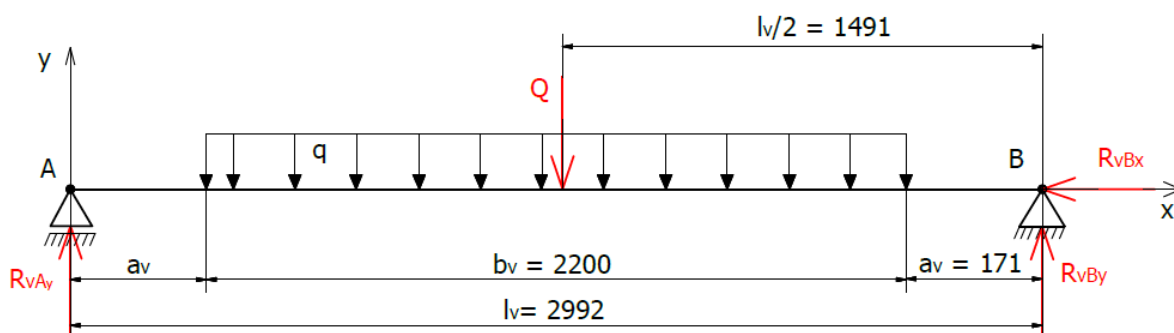 lv/2 = 1491
y
Q
A
q
B
RvBx
x
RvAy
av
bv = 2200
av = 171
RvBy
lv= 2992